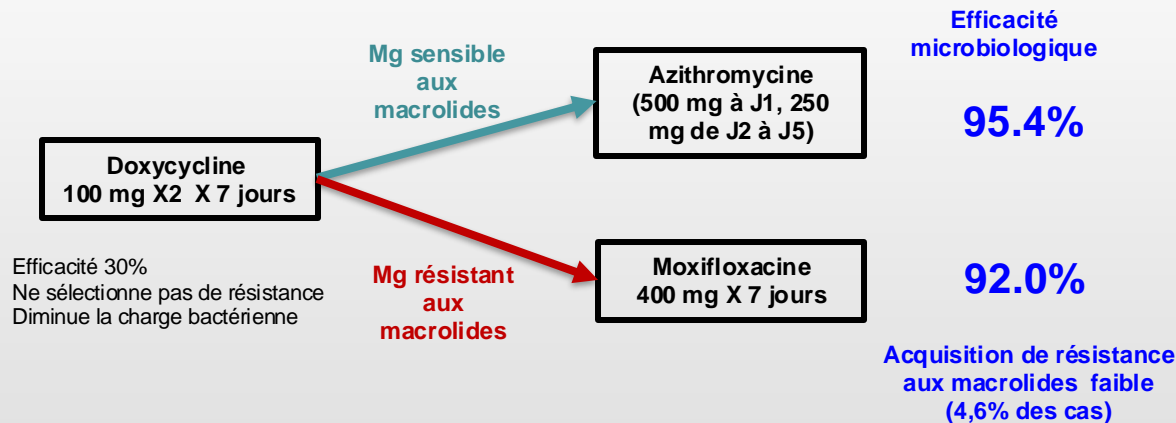 Efficacité
microbiologique
Mg sensible
aux
macrolides
Azithromycine
(500 mg à J1, 250
mg de J2 à J5)
95.4%
Doxycycline
100 mg X2 X 7 jours
Efficacité 30%
Ne sélectionne pas de résistance
Diminue la charge bactérienne
Mg résistant
aux
macrolides
Moxifloxacine
400 mg X 7 jours
92.0%
Acquisition de résistance
aux macrolides faible
(4,6% des cas)